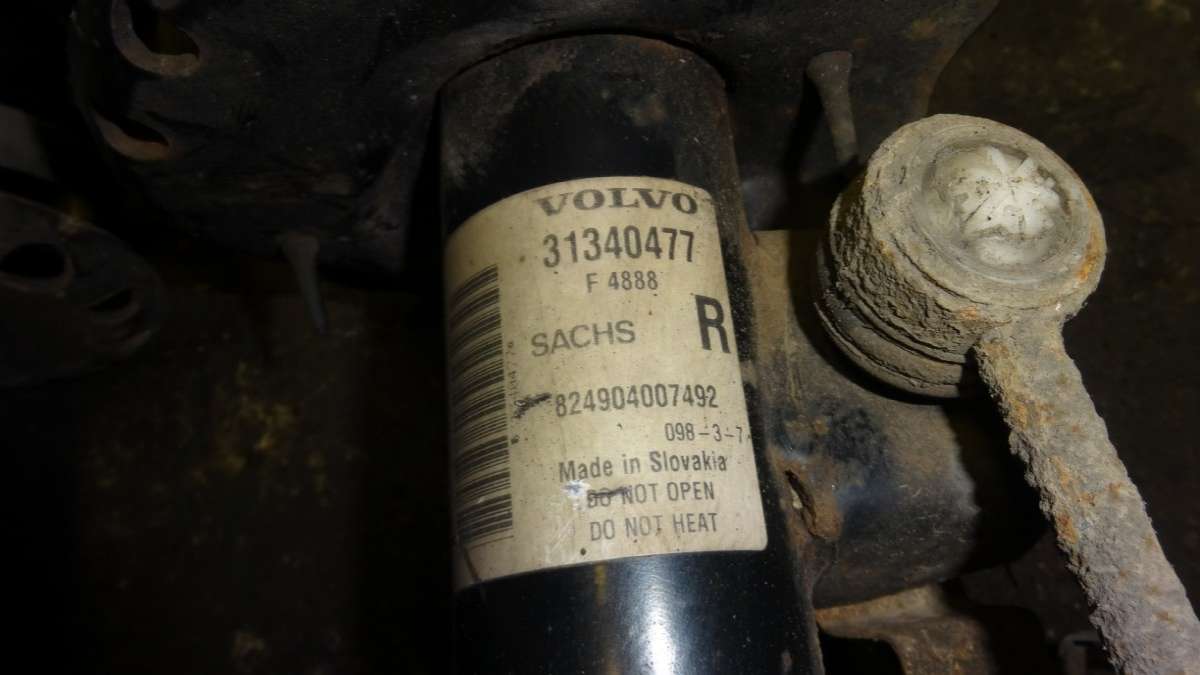 VOLVO
31340477
F 4888
SACHS
R
824904007492
098-3-7
Made in Slovakia
DO NOT OPEN
DO NOT HEAT